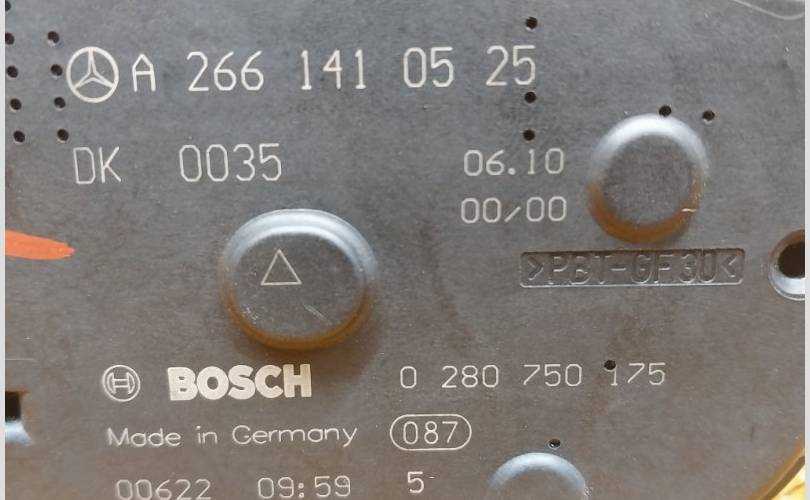 A 266 141 05 25
DK 0035
06.10
00/00
>PBT-GF30<
BOSCH 0 280 750 175
Made in Germany 087
00622 09:59 5